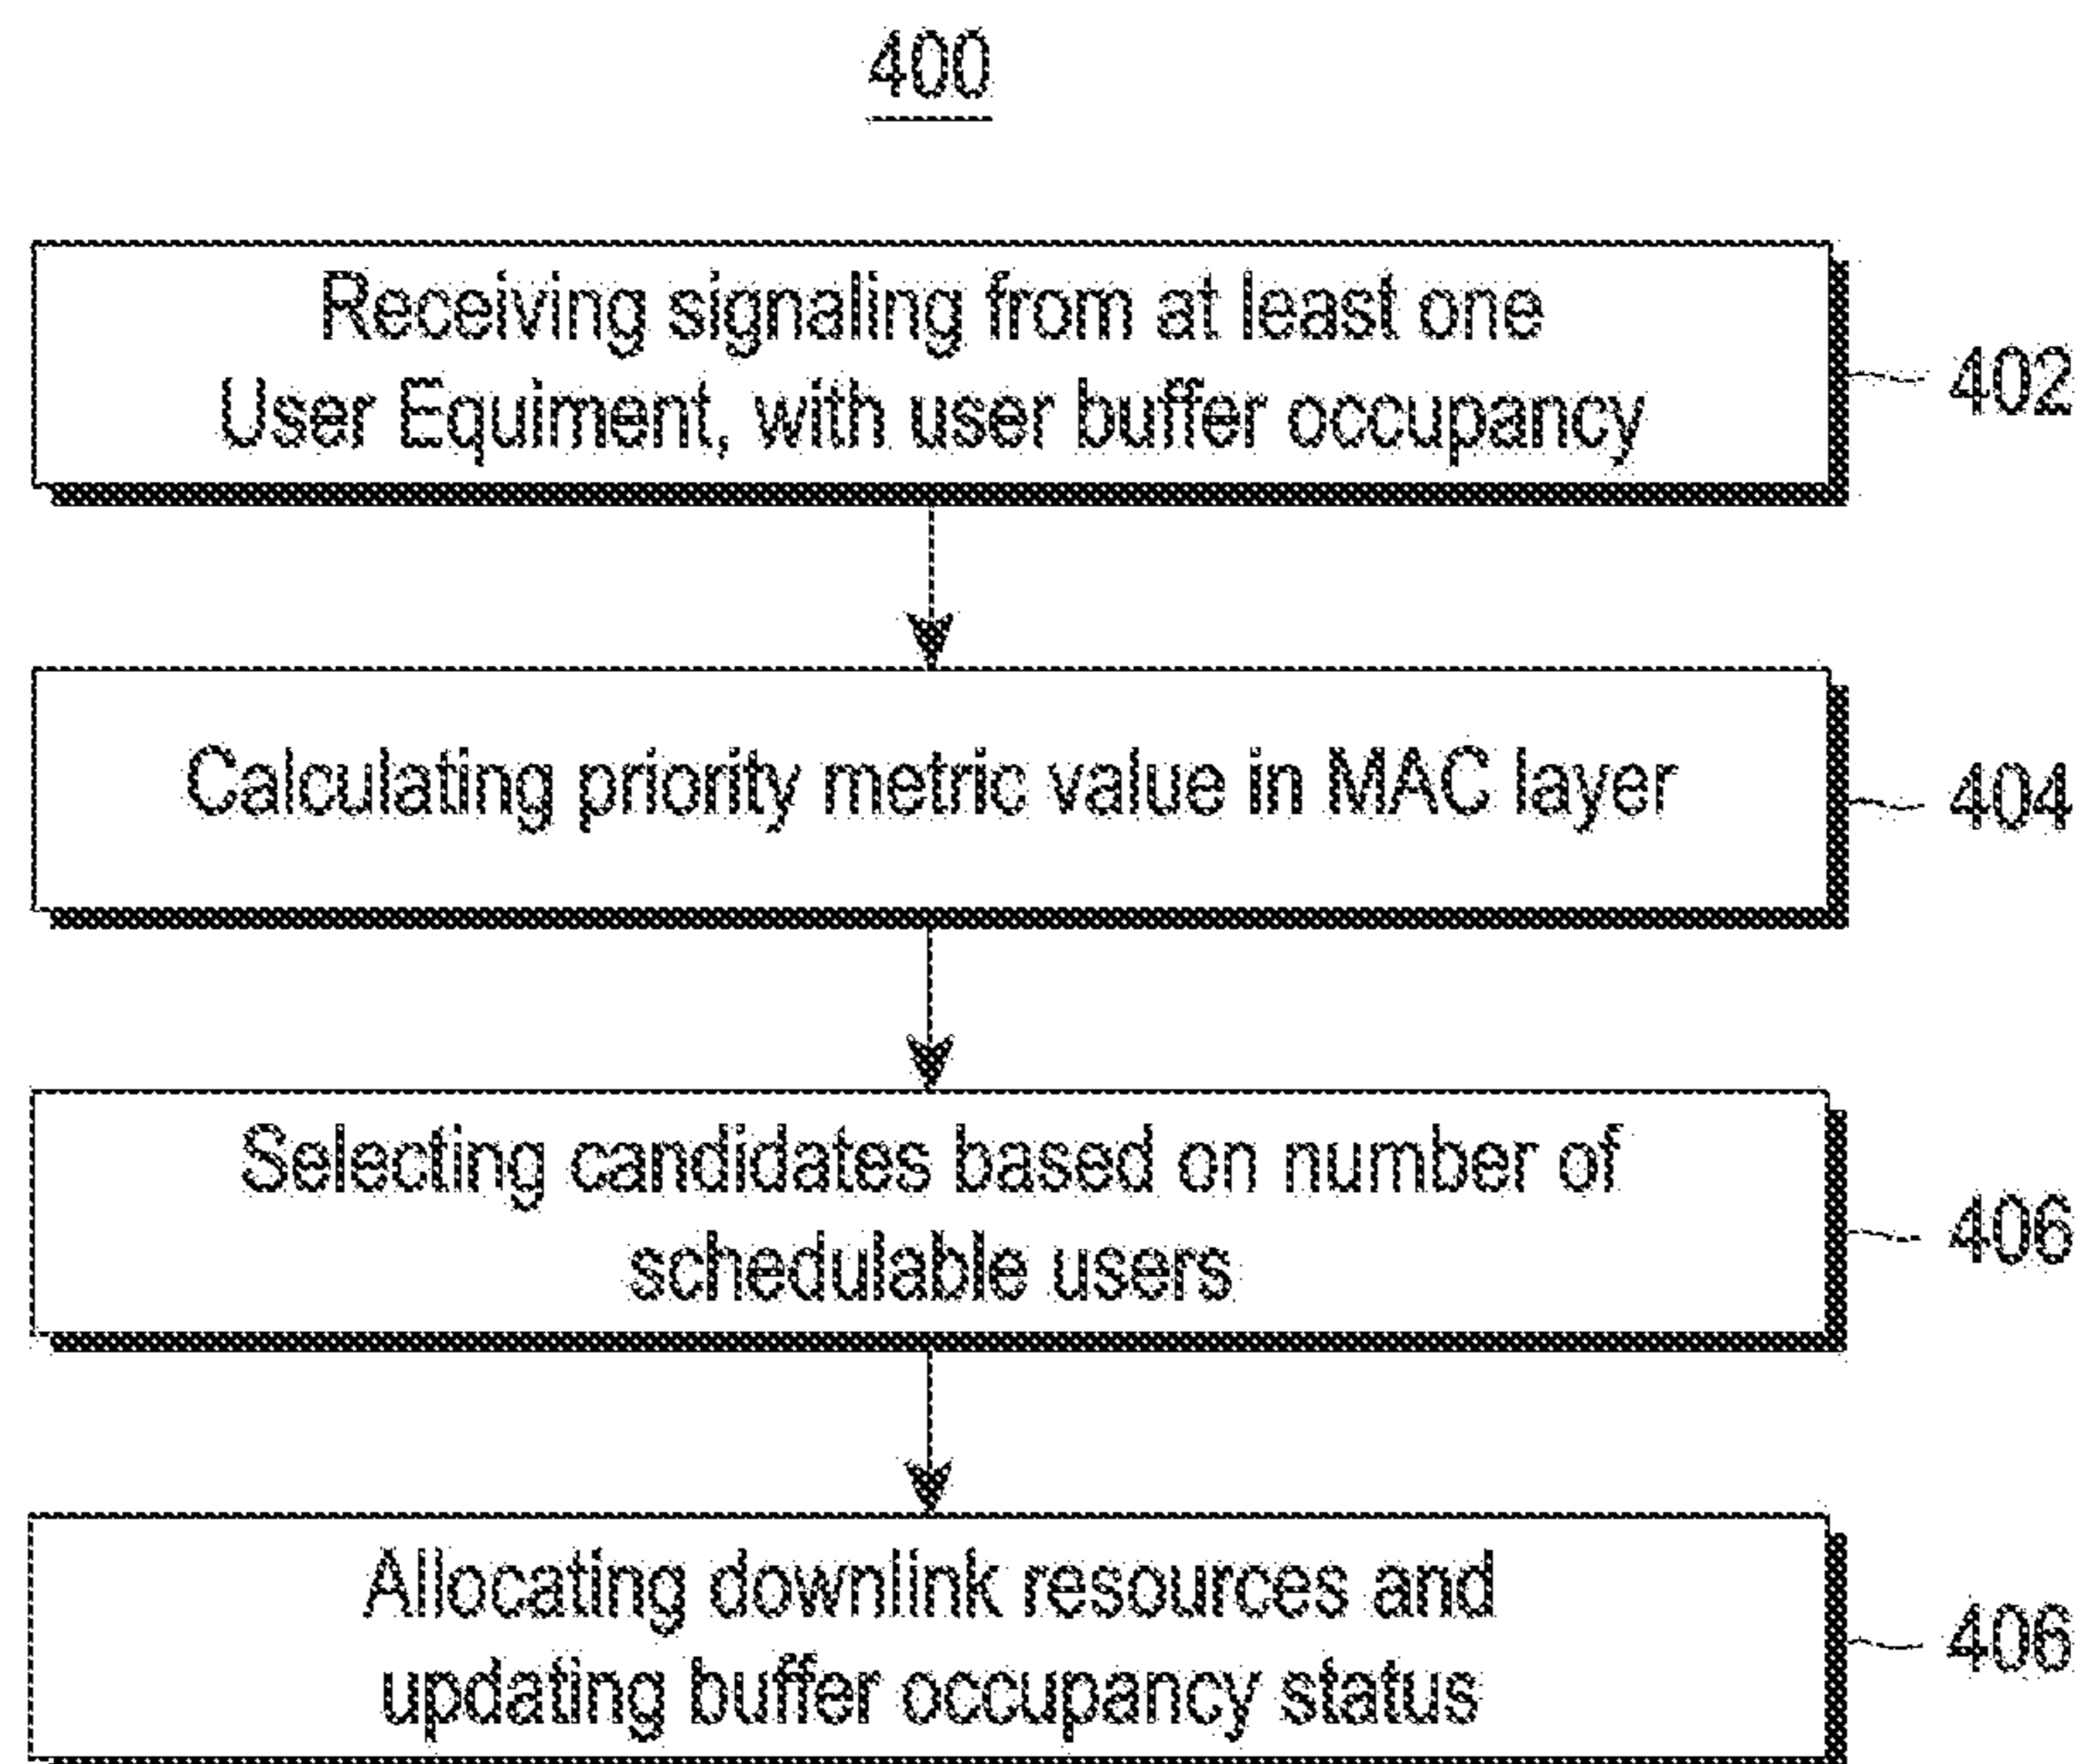 400
Receiving signaling from at least one
User Equiment, with user buffer occupancy
402
Calculating priority metric value in MAC layer
404
Selecting candidates based on number of
schedulable users
406
Allocating downlink resources and
updating buffer occupancy status
406